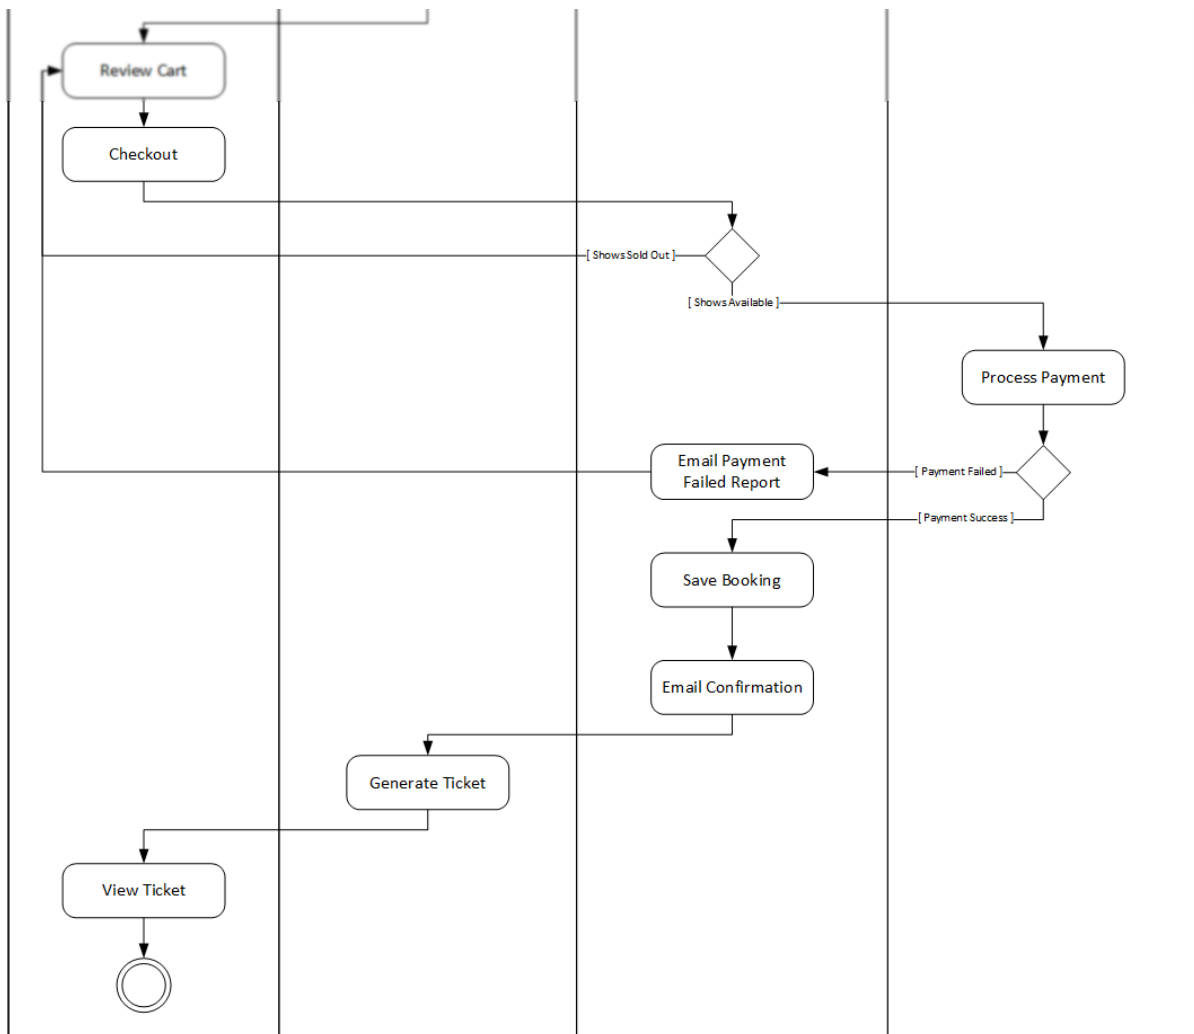 Review Cart
Checkout
[ Shows Sold Out ]
[ Shows Available ]
Process Payment
Email Payment
Failed Report
[ Payment Failed ]
[ Payment Success ]
Save Booking
Email Confirmation
Generate Ticket
View Ticket